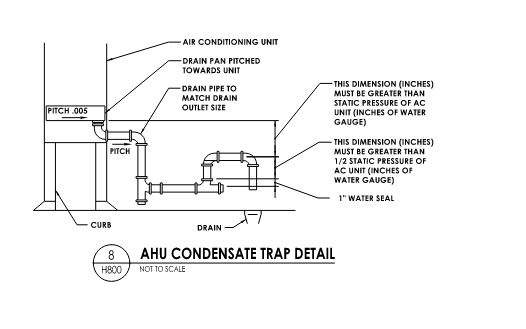 AIR CONDITIONING UNIT
DRAIN PAN PITCHED
TOWARDS UNIT
PITCH .005
DRAIN PIPE TO
MATCH DRAIN
OUTLET SIZE
THIS DIMENSION (INCHES)
MUST BE GREATER THAN
STATIC PRESSURE OF AC
UNIT (INCHES OF WATER
GAUGE)
PITCH
THIS DIMENSION (INCHES)
MUST BE GREATER THAN
1/2 STATIC PRESSURE OF
AC UNIT (INCHES OF
WATER GAUGE)
1" WATER SEAL
CURB
DRAIN
8
H800
AHU CONDENSATE TRAP DETAIL
NOT TO SCALE